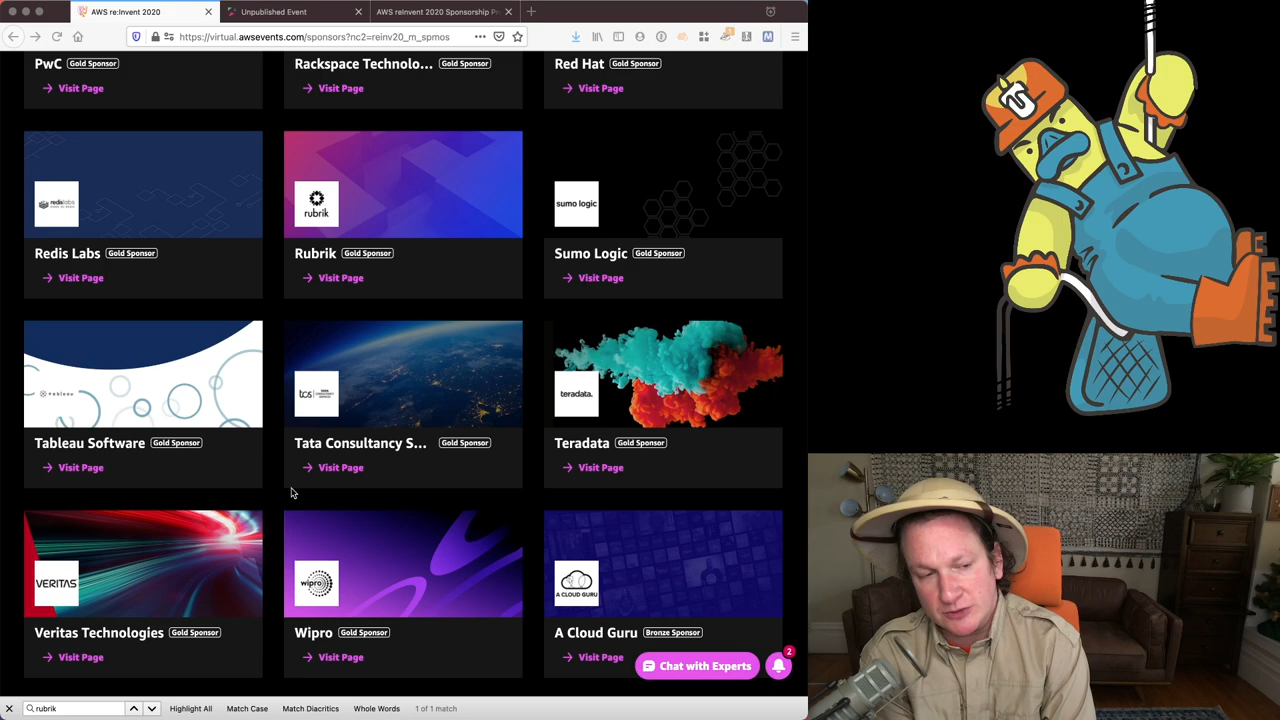 AWS re:Invent 2020
Unpublished Event
AWS reInvent 2020 Sponsorship Pr
https://virtual.awsevents.com/sponsors?nc2=reinv20_m_spmos
PwC Gold Sponsor
Visit Page
Rackspace Technolo... Gold Sponsor
Visit Page
Red Hat Gold Sponsor
Visit Page
redislabs
Redis Labs Gold Sponsor
Visit Page
rubrik
Rubrik Gold Sponsor
Visit Page
sumo logic
Sumo Logic Gold Sponsor
Visit Page
tableau
Tableau Software Gold Sponsor
Visit Page
tcs TATA CONSULTANCY SERVICES
Tata Consultancy S... Gold Sponsor
Visit Page
teradata.
Teradata Gold Sponsor
Visit Page
VERITAS
Veritas Technologies Gold Sponsor
Visit Page
wipro
Wipro Gold Sponsor
Visit Page
A CLOUD GURU
A Cloud Guru Bronze Sponsor
Visit Page
Chat with Experts
2
rubrik
Highlight All Match Case Match Diacritics Whole Words 1 of 1 match